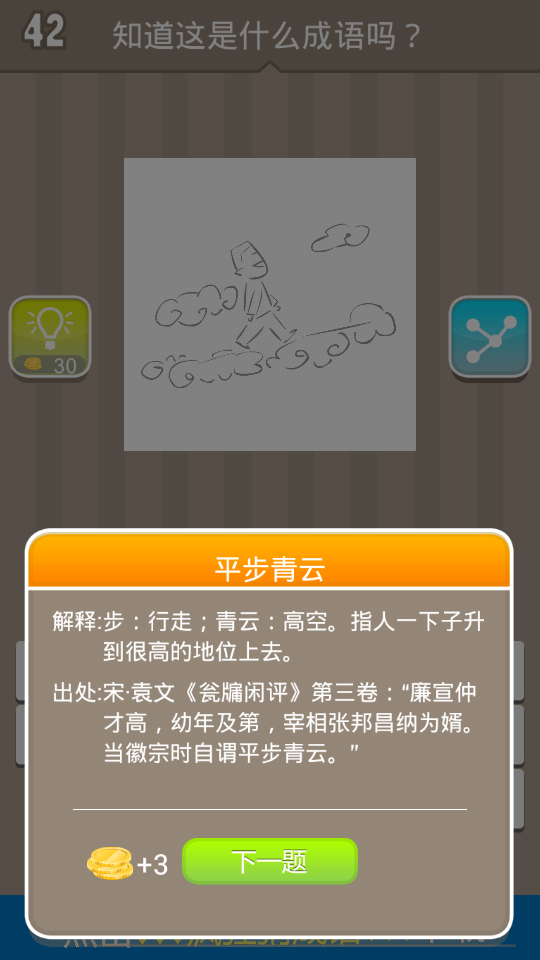 42
知道这是什么成语吗？
30
平步青云
解释:步：行走；青云：高空。指人一下子升
到很高的地位上去。
出处:宋·袁文《瓮牖闲评》第三卷：“廉宣仲
才高，幼年及第，宰相张邦昌纳为婿。
当徽宗时自谓平步青云。”
+3
下一题